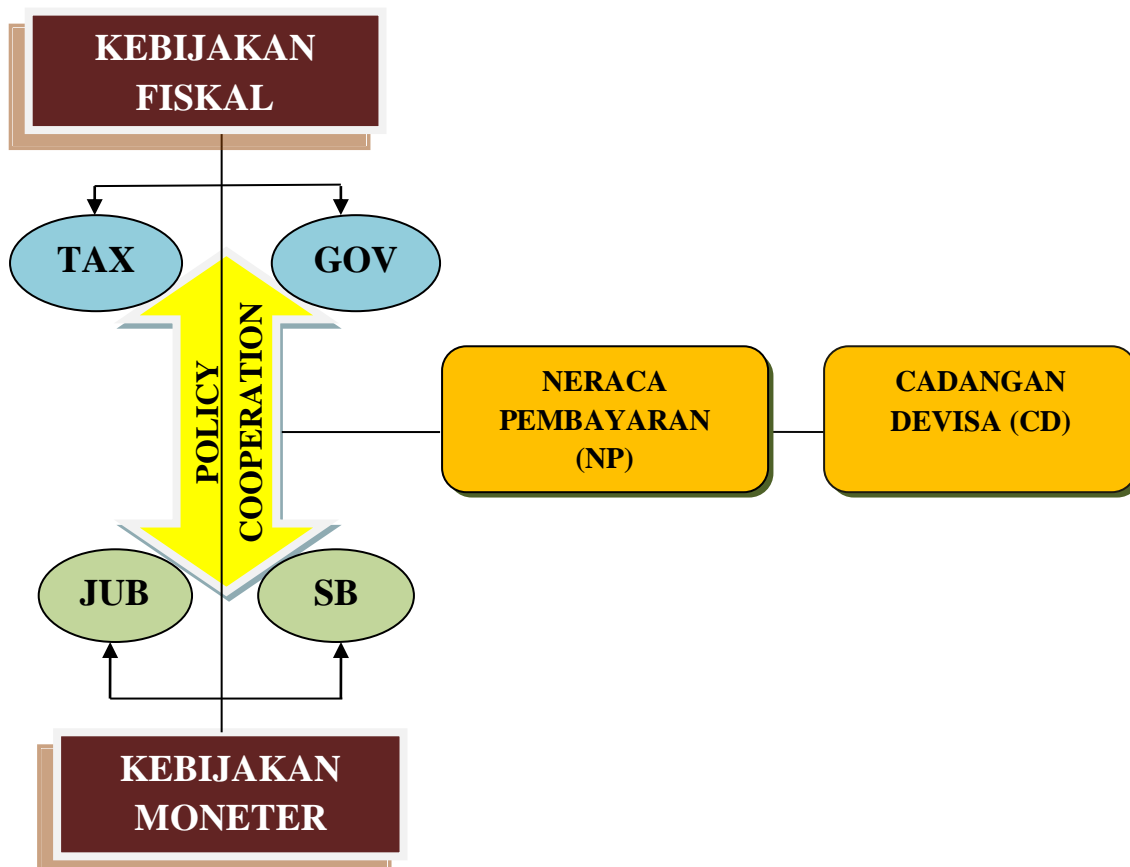 KEBIJAKAN
FISKAL
TAX
GOV
POLICY
COOPERATION
NERACA
PEMBAYARAN
(NP)
CADANGAN
DEVISA (CD)
JUB
SB
KEBIJAKAN
MONETER